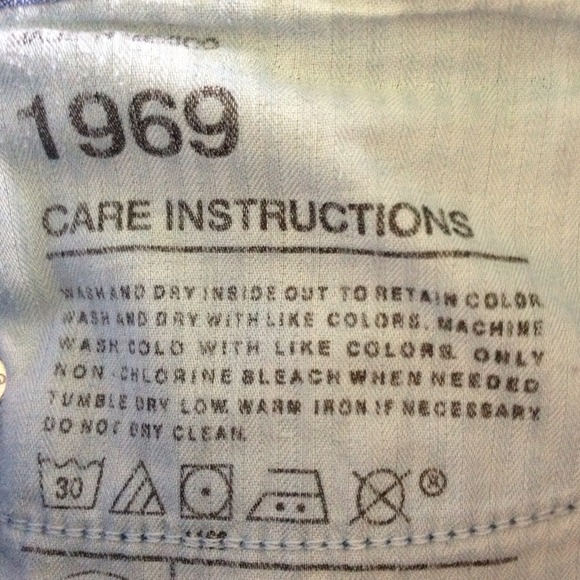 1969
CARE INSTRUCTIONS
WASH AND DRY INSIDE OUT TO RETAIN COLOR.
WASH AND DRY WITH LIKE COLORS. MACHINE
WASH COLD WITH LIKE COLORS. ONLY
NON-CHLORINE BLEACH WHEN NEEDED
TUMBLE DRY LOW. WARM IRON IF NECESSARY.
DO NOT DRY CLEAN.
30 ®